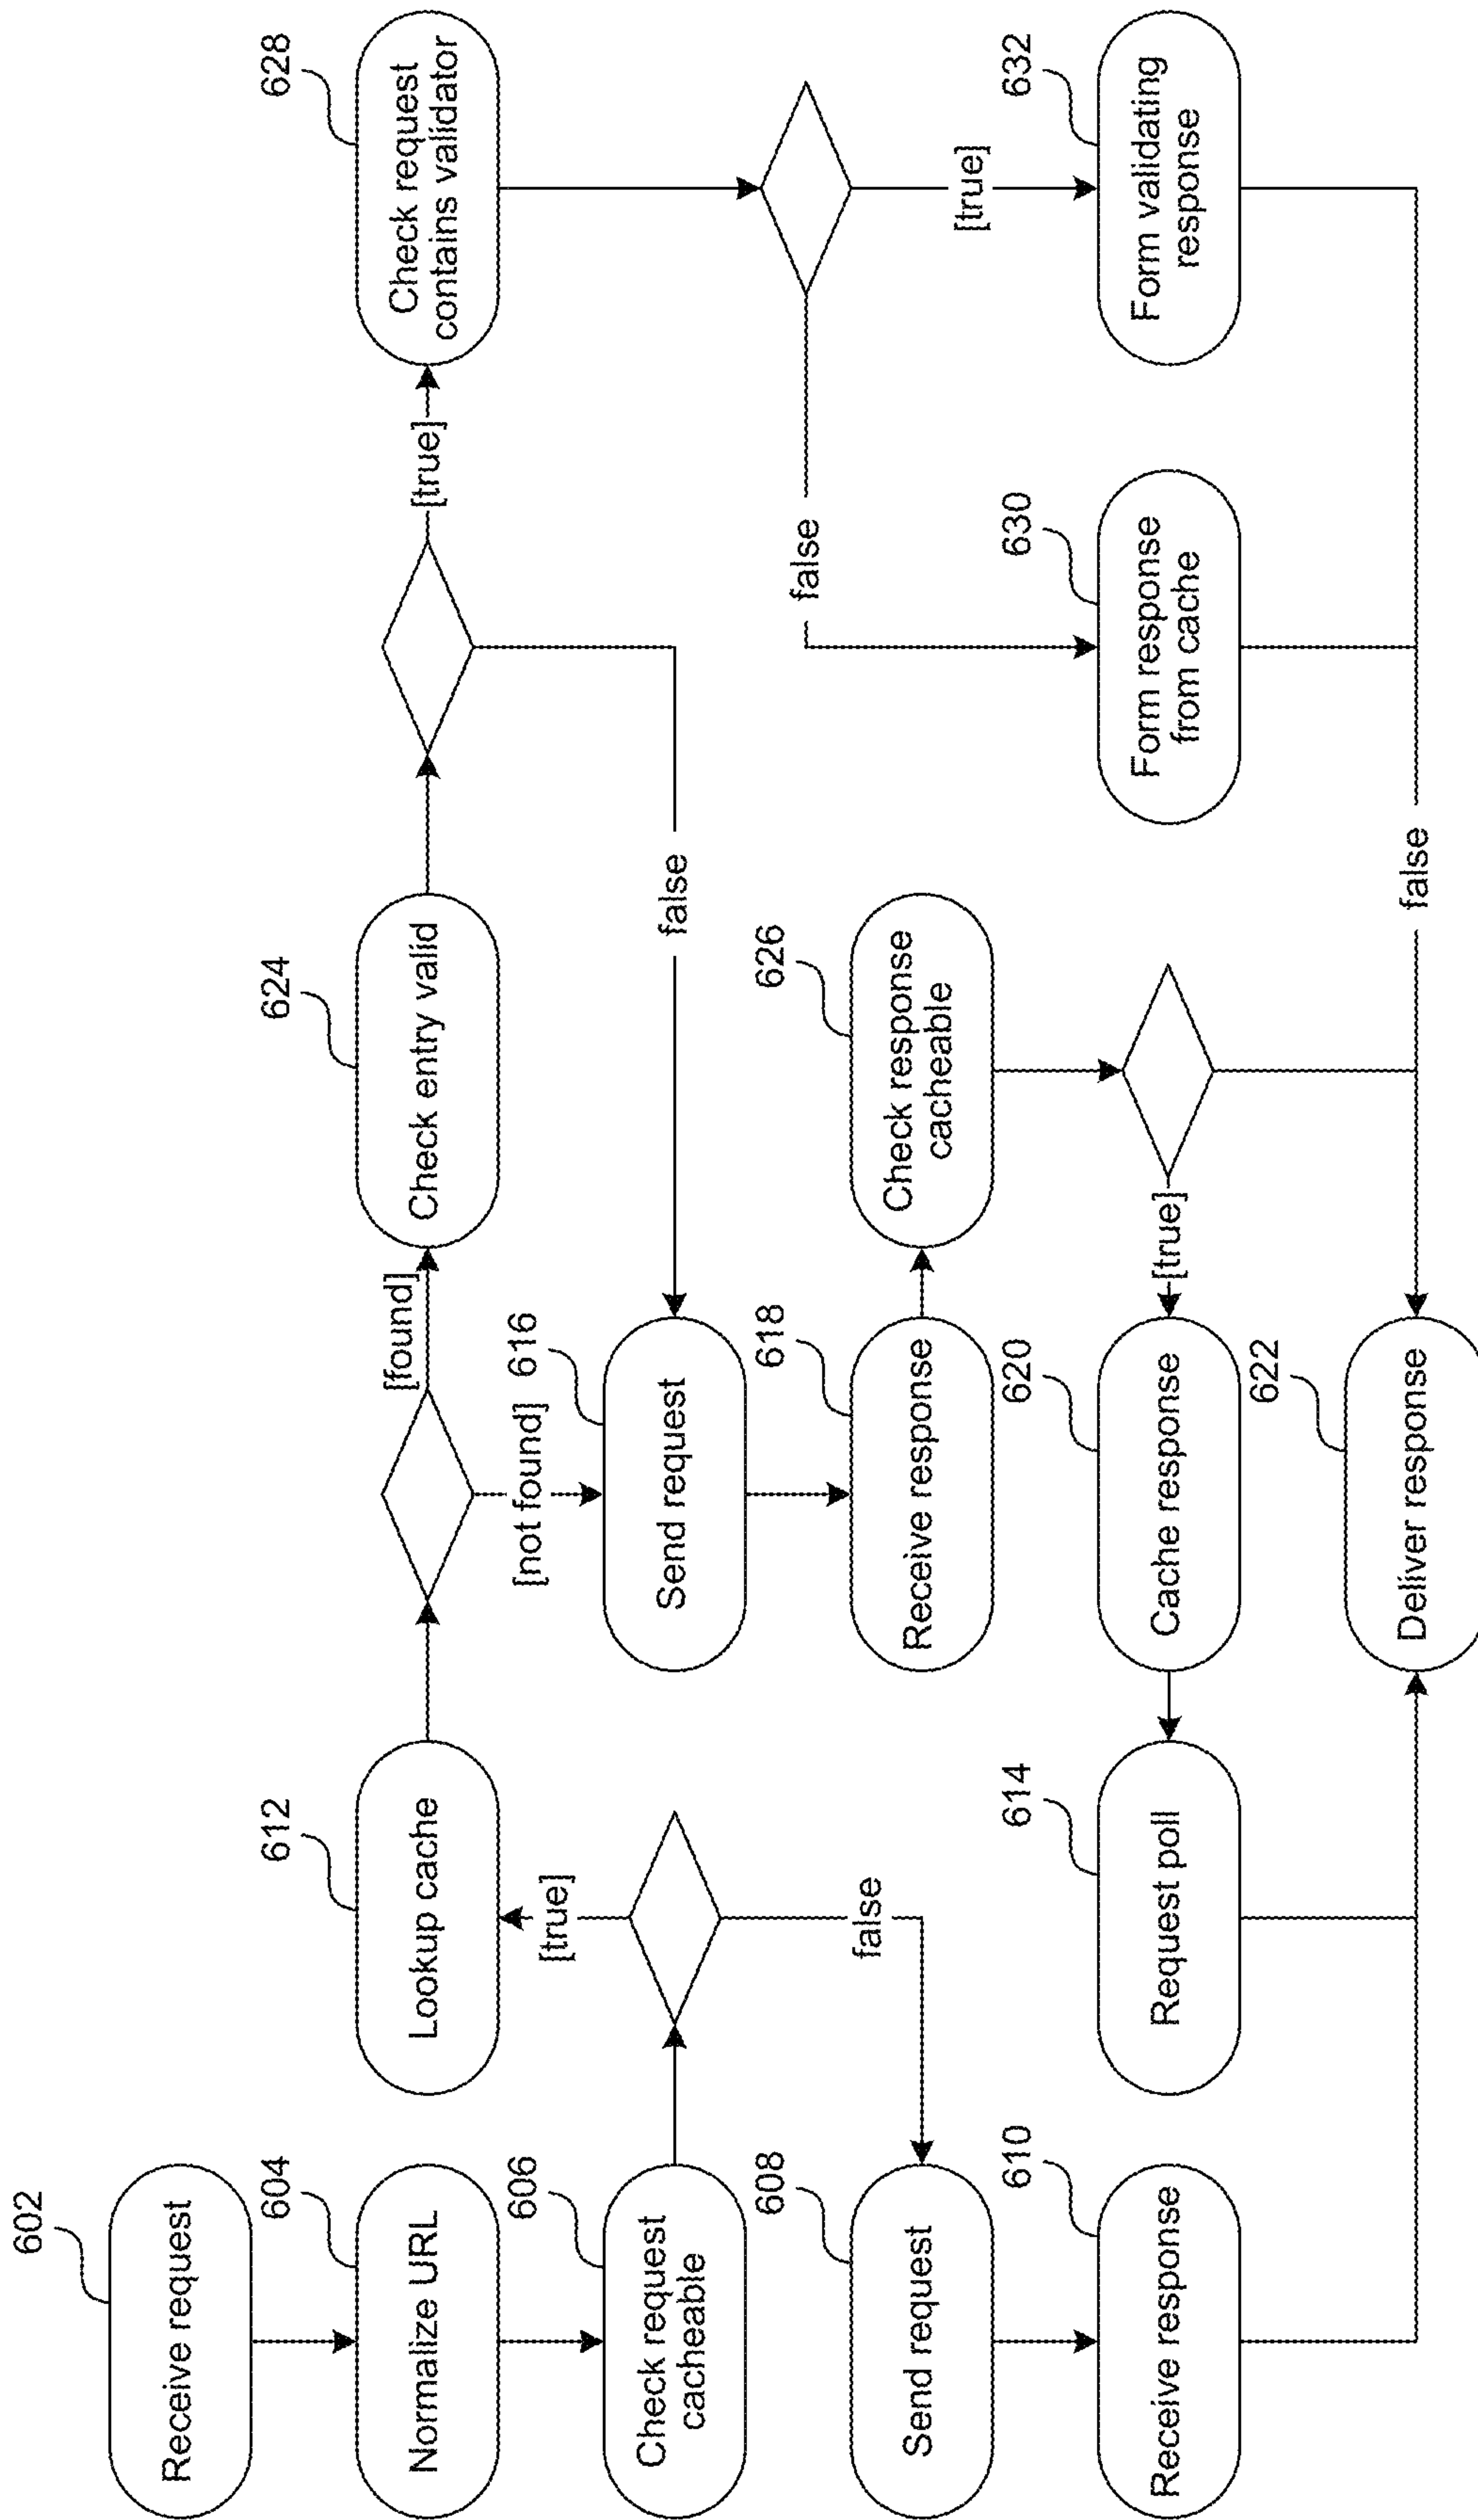 602
Receive request
604
Normalize URL
606
Check request
cacheable
608
Send request
610
Receive response
612
Lookup cache
[true]
false
614
Request poll
[found]
[not found]
616
Send request
618
Receive response
620
Cache response
622
Deliver response
624
Check entry valid
[true]
false
626
Check response
cacheable
[true]
false
628
Check request
contains validator
false
[true]
630
Form response
from cache
632
Form validating
response